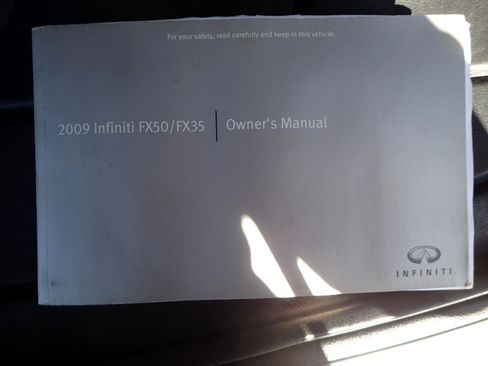 For your safety, read carefully and keep in this vehicle.
2009 Infiniti FX50/FX35 | Owner's Manual
INFINITI